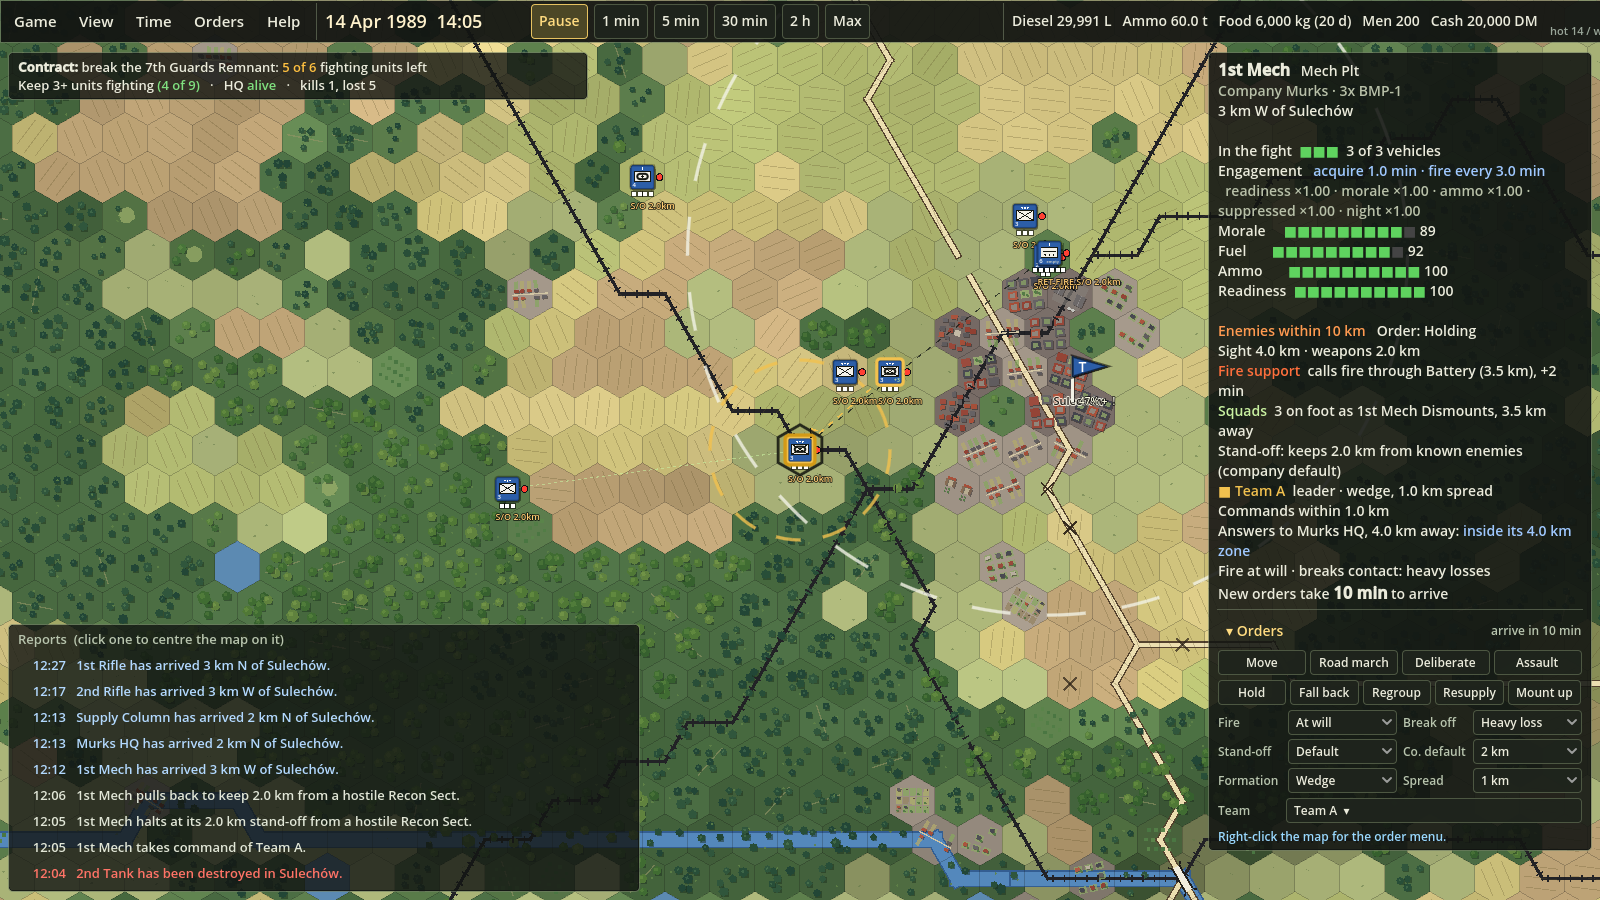 Game View Time Orders Help 14 Apr 1989 14:05 Pause 1 min 5 min 30 min 2 h Max Diesel 29,991 L Ammo 60.0 t Food 6,000 kg (20 d) Men 200 Cash 20,000 DM
hot 14 / w
Contract: break the 7th Guards Remnant: 5 of 6 fighting units left
Keep 3+ units fighting (4 of 9) · HQ alive · kills 1, lost 5
S/O 2.0km
S/O 2.0km
S/O 2.0km
S/O 2.0km
S/O 2.0km
S/O 2.0km
T
1st Mech Mech Plt
Company Murks · 3x BMP-1
3 km W of Sulechów
In the fight 3 of 3 vehicles
Engagement acquire 1.0 min · fire every 3.0 min
readiness ×1.00 · morale ×1.00 · ammo ×1.00 ·
suppressed ×1.00 · night ×1.00
Morale 89
Fuel 92
Ammo 100
Readiness 100
Enemies within 10 km Order: Holding
Sight 4.0 km · weapons 2.0 km
Fire support calls fire through Battery (3.5 km), +2
min
Squads 3 on foot as 1st Mech Dismounts, 3.5 km
away
Stand-off: keeps 2.0 km from known enemies
(company default)
Team A leader · wedge, 1.0 km spread
Commands within 1.0 km
Answers to Murks HQ, 4.0 km away: inside its 4.0 km
zone
Fire at will · breaks contact: heavy losses
New orders take 10 min to arrive
▾ Orders arrive in 10 min
Move Road march Deliberate Assault
Hold Fall back Regroup Resupply Mount up
Fire At will Break off Heavy loss
Stand-off Default Co. default 2 km
Formation Wedge Spread 1 km
Team Team A ▾
Right-click the map for the order menu.
Reports (click one to centre the map on it)
12:27 1st Rifle has arrived 3 km N of Sulechów.
12:17 2nd Rifle has arrived 3 km W of Sulechów.
12:13 Supply Column has arrived 2 km N of Sulechów.
12:13 Murks HQ has arrived 2 km N of Sulechów.
12:12 1st Mech has arrived 3 km W of Sulechów.
12:06 1st Mech pulls back to keep 2.0 km from a hostile Recon Sect.
12:05 1st Mech halts at its 2.0 km stand-off from a hostile Recon Sect.
12:05 1st Mech takes command of Team A.
12:04 2nd Tank has been destroyed in Sulechów.